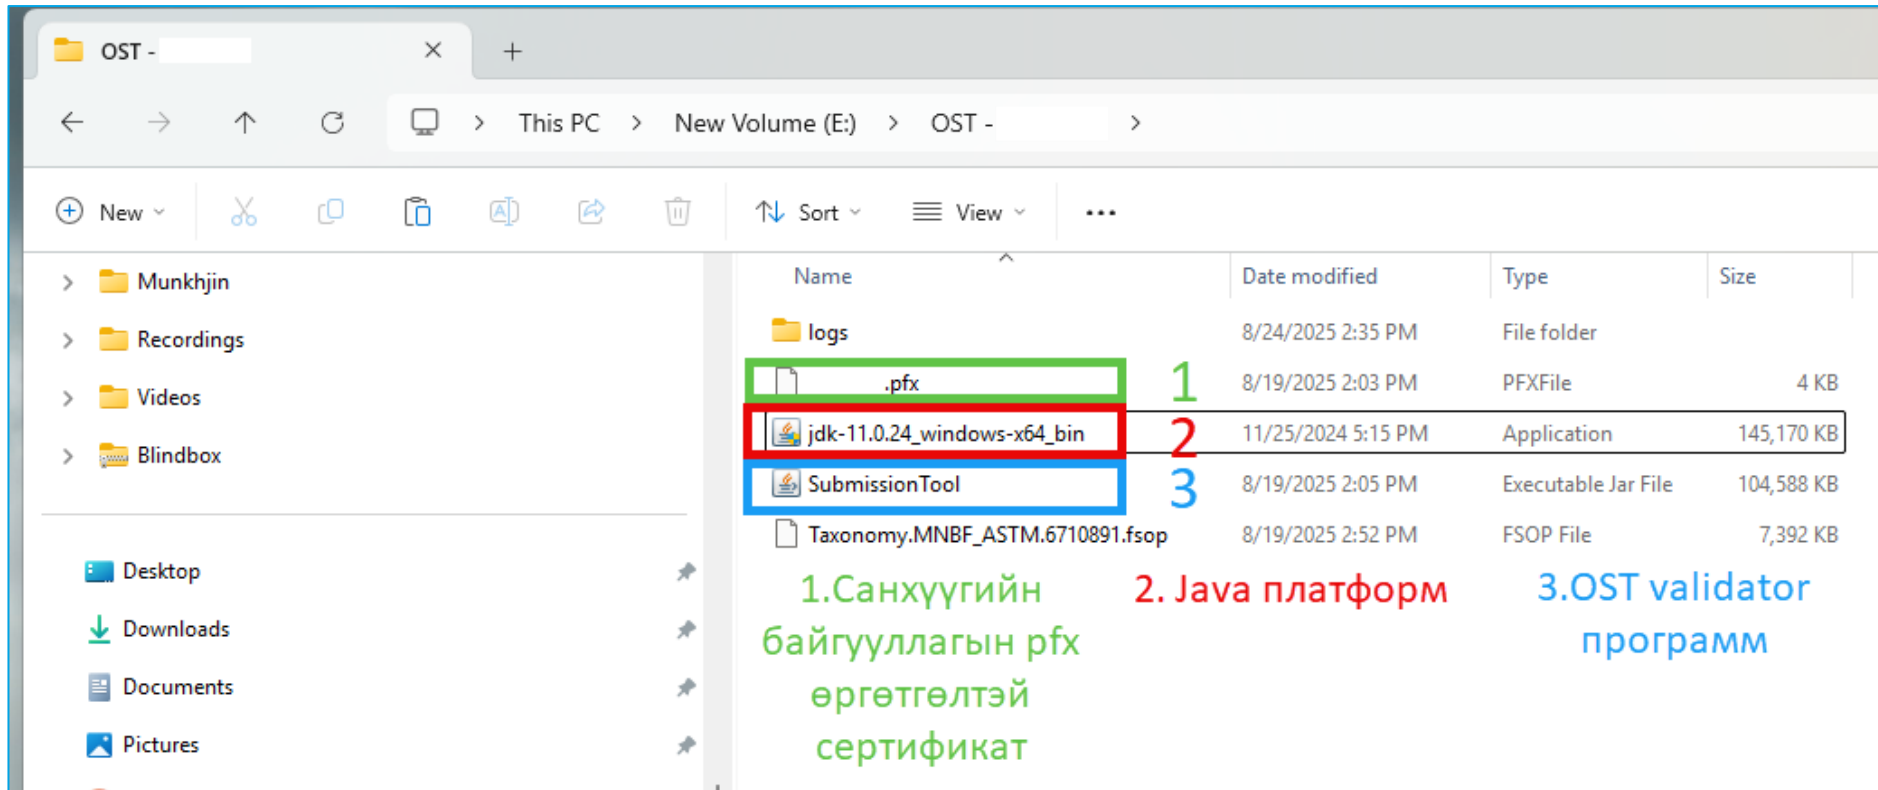 OST -
This PC > New Volume (E:) > OST - >
New Sort View
Munkhjin
Recordings
Videos
Blindbox
Desktop
Downloads
Documents
Pictures
Name Date modified Type Size
logs 8/24/2025 2:35 PM File folder
.pfx 1 8/19/2025 2:03 PM PFXFile 4 KB
jdk-11.0.24_windows-x64_bin 2 11/25/2024 5:15 PM Application 145,170 KB
SubmissionTool 3 8/19/2025 2:05 PM Executable Jar File 104,588 KB
Taxonomy.MNBF_ASTM.6710891.fsop 8/19/2025 2:52 PM FSOP File 7,392 KB
1.Санхүүгийн
байгууллагын pfx
өргөтгөлтэй
сертификат
2. Java платформ
3.OST validator
программ